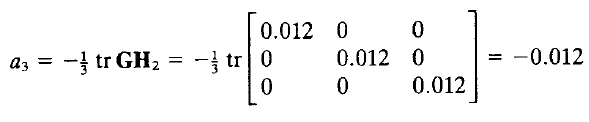 a₃ = −⅓ tr GH₂ = −⅓ tr [0.012 0 0
0 0.012 0
0 0 0.012] = −0.012